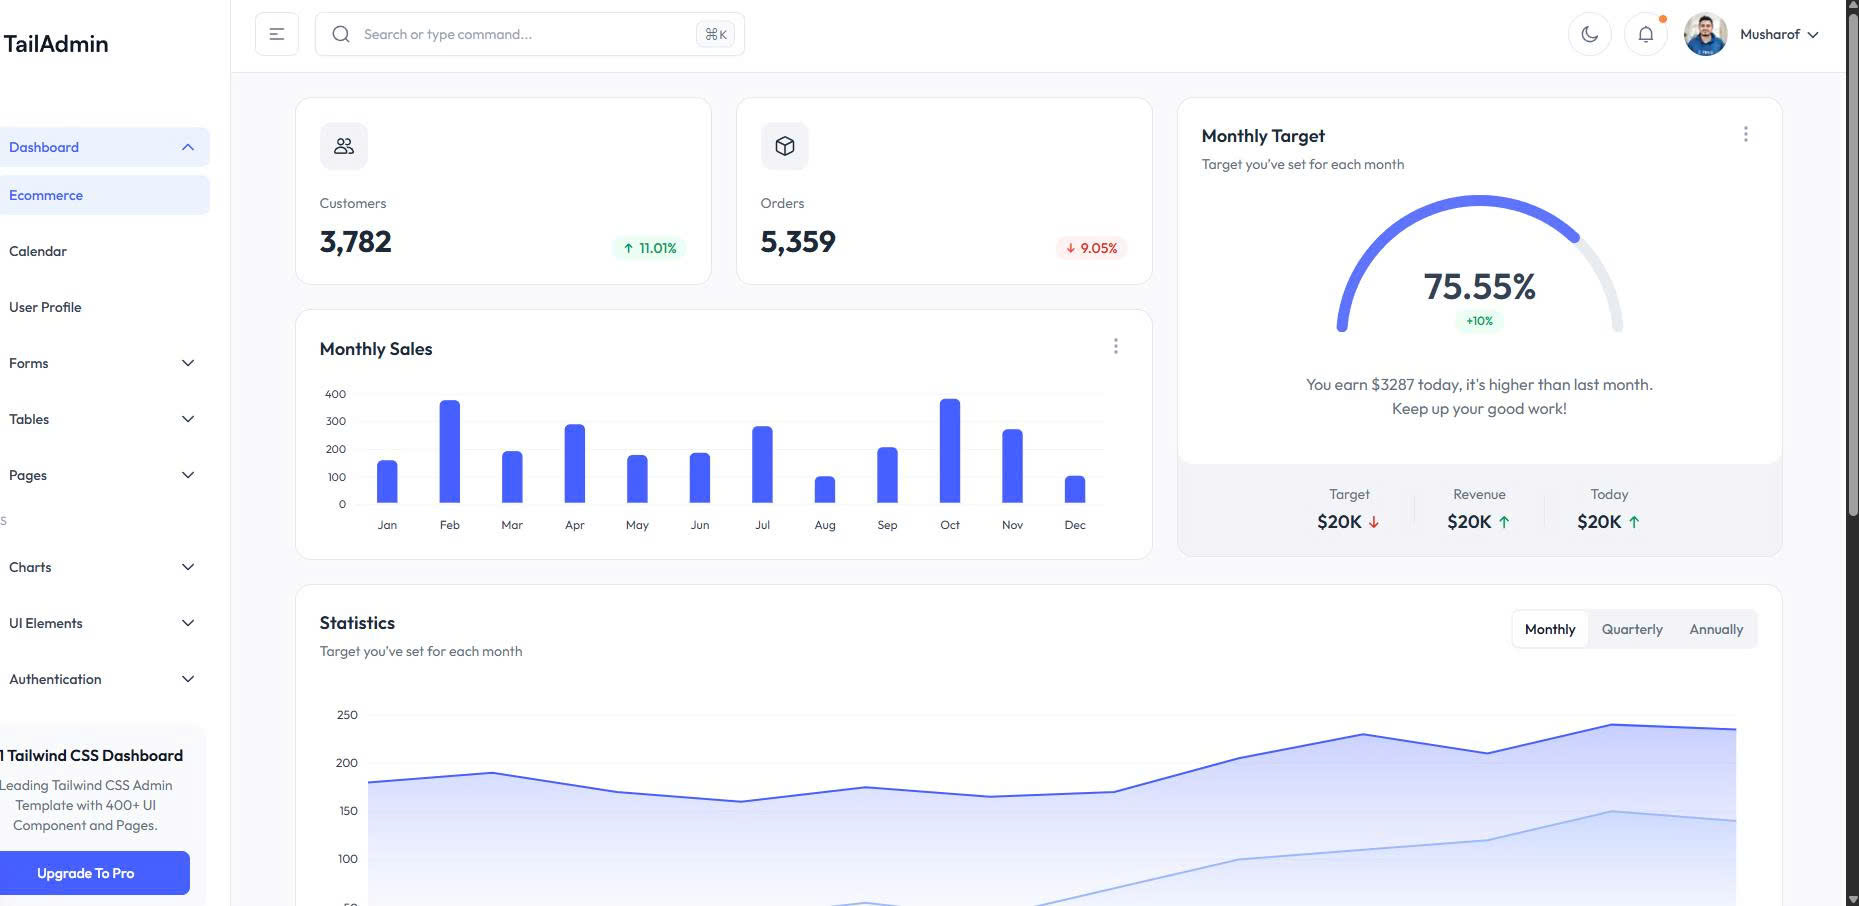 TailAdmin
Search or type command...
⌘K
Musharof
Dashboard
Ecommerce
Calendar
User Profile
Forms
Tables
Pages
S
Charts
UI Elements
Authentication
1 Tailwind CSS Dashboard
Leading Tailwind CSS Admin
Template with 400+ UI
Component and Pages.
Upgrade To Pro
Customers
3,782
↑ 11.01%
Orders
5,359
↓ 9.05%
Monthly Target
Target you've set for each month
75.55%
+10%
You earn $3287 today, it's higher than last month.
Keep up your good work!
Target
$20K ↓
Revenue
$20K ↑
Today
$20K ↑
Monthly Sales
400
300
200
100
0
Jan Feb Mar Apr May Jun Jul Aug Sep Oct Nov Dec
Statistics
Target you've set for each month
Monthly Quarterly Annually
250
200
150
100